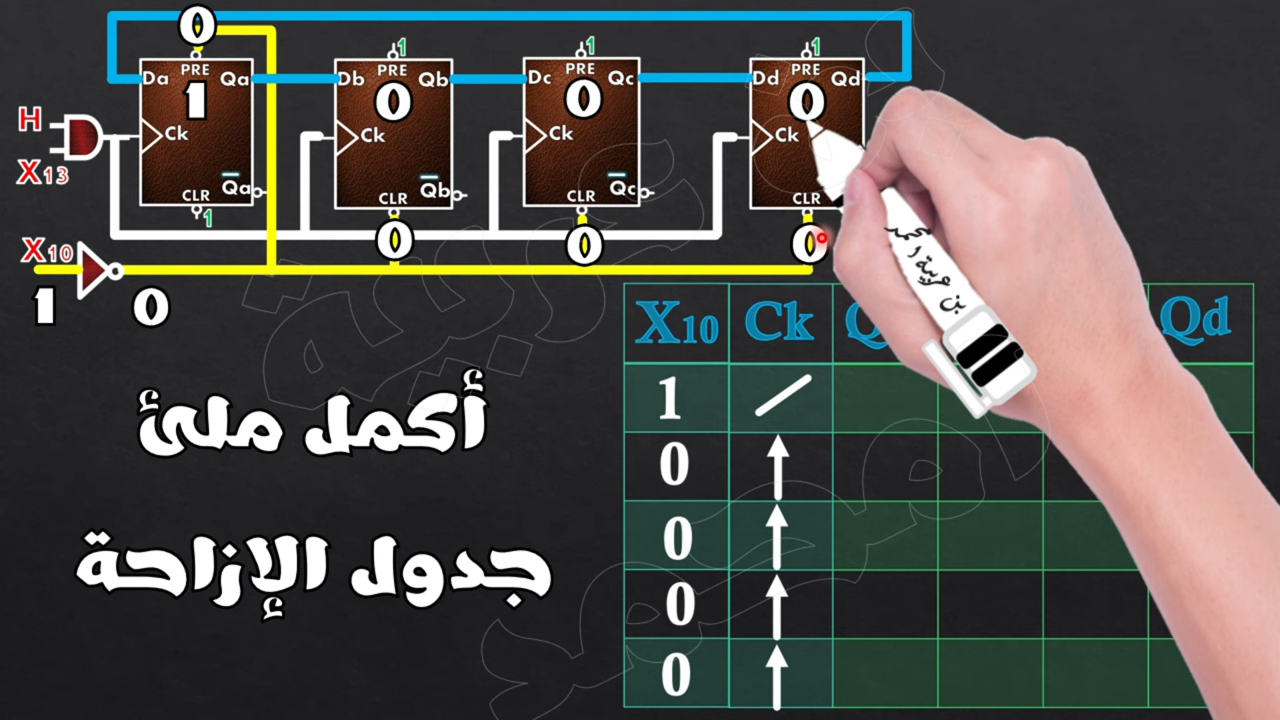 0
Da PRE Qa Db 1 PRE Qb Dc 1 PRE Qc Dd 1 PRE Qd
1 0 0 0
H Ck Ck Ck Ck
X13
CLR Qa CLR Qb CLR Qc CLR
1
X10 0 0 0
1 0
X10 Ck Q Qd
1
0
0
0
0
أكمل ملئ
جدول الإزاحة